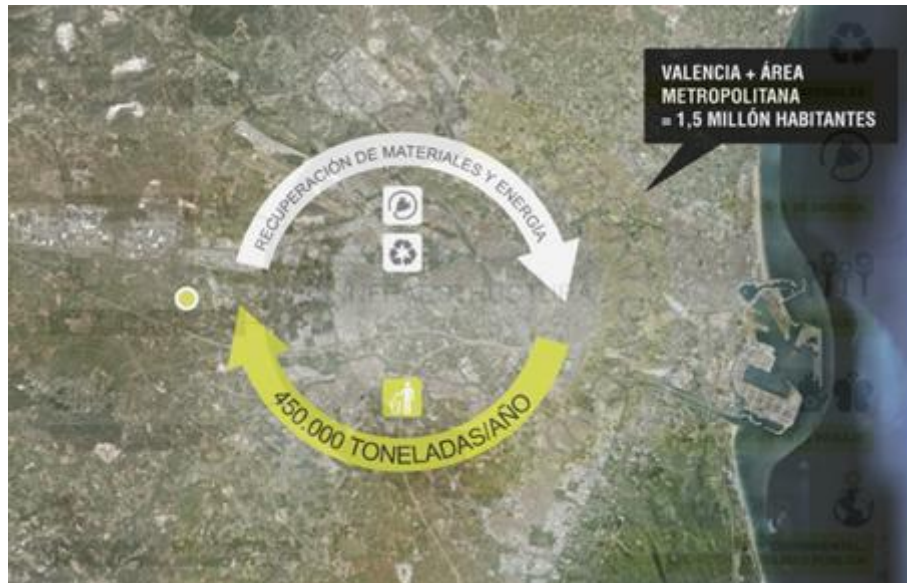 VALENCIA + ÁREA
METROPOLITANA
= 1,5 MILLÓN HABITANTES
RECUPERACIÓN DE MATERIALES Y ENERGÍA
450.000 TONELADAS/AÑO